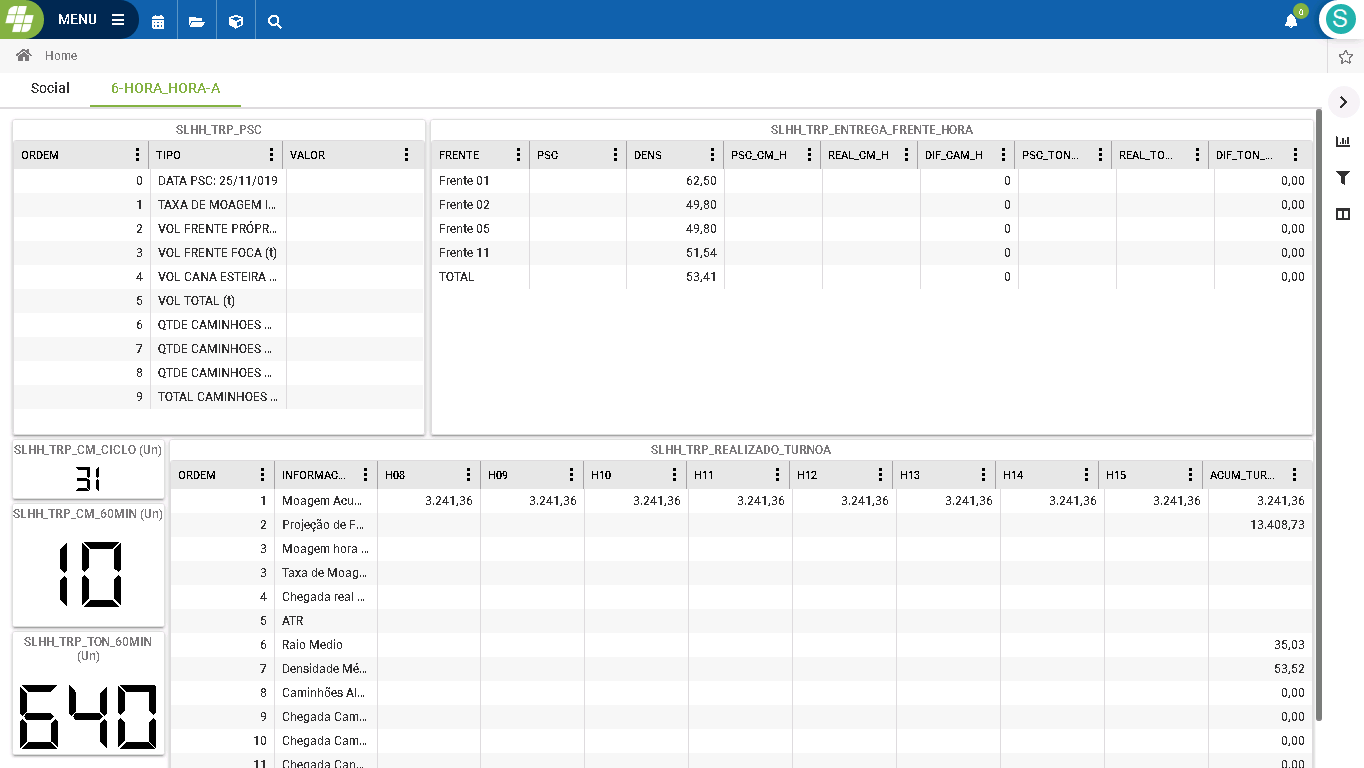 MENU
0
S
Home
Social 6-HORA_HORA-A
SLHH_TRP_PSC
ORDEM TIPO VALOR
0 DATA PSC: 25/11/019
1 TAXA DE MOAGEM I...
2 VOL FRENTE PRÓPR...
3 VOL FRENTE FOCA (t)
4 VOL CANA ESTEIRA ...
5 VOL TOTAL (t)
6 QTDE CAMINHOES ...
7 QTDE CAMINHOES ...
8 QTDE CAMINHOES ...
9 TOTAL CAMINHOES ...
SLHH_TRP_ENTREGA_FRENTE_HORA
FRENTE PSC DENS PSC_CM_H REAL_CM_H DIF_CAM_H PSC_TON... REAL_TO... DIF_TON_...
Frente 01 62,50 0 0,00
Frente 02 49,80 0 0,00
Frente 05 49,80 0 0,00
Frente 11 51,54 0 0,00
TOTAL 53,41 0 0,00
SLHH_TRP_CM_CICLO (Un)
31
SLHH_TRP_CM_60MIN (Un)
10
SLHH_TRP_TON_60MIN
(Un)
640
SLHH_TRP_REALIZADO_TURNOA
ORDEM INFORMAC... H08 H09 H10 H11 H12 H13 H14 H15 ACUM_TUR...
1 Moagem Acu... 3.241,36 3.241,36 3.241,36 3.241,36 3.241,36 3.241,36 3.241,36 3.241,36 3.241,36
2 Projeção de F... 13.408,73
3 Moagem hora ...
3 Taxa de Moag...
4 Chegada real ...
5 ATR
6 Raio Medio 35,03
7 Densidade Mé... 53,52
8 Caminhões Al... 0,00
9 Chegada Cam... 0,00
10 Chegada Cam... 0,00
11 Chegada Can... 0,00